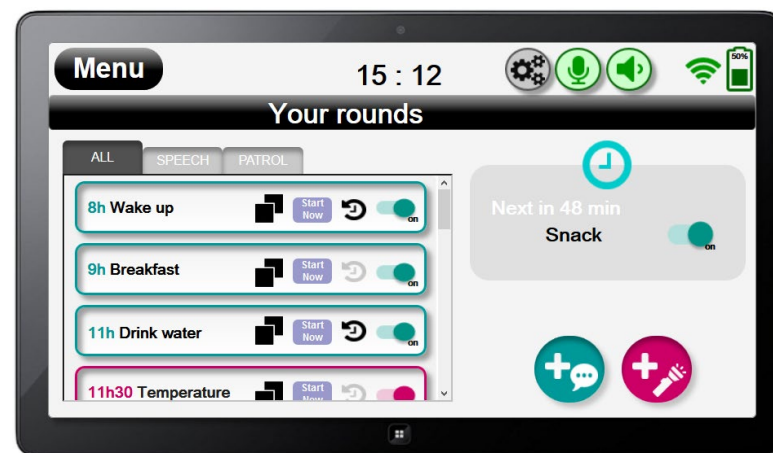 Menu
15 : 12
50%
Your rounds
ALL SPEECH PATROL
8h Wake up Start Now on
9h Breakfast Start Now on
11h Drink water Start Now on
11h30 Temperature Start Now
Next in 48 min
Snack on